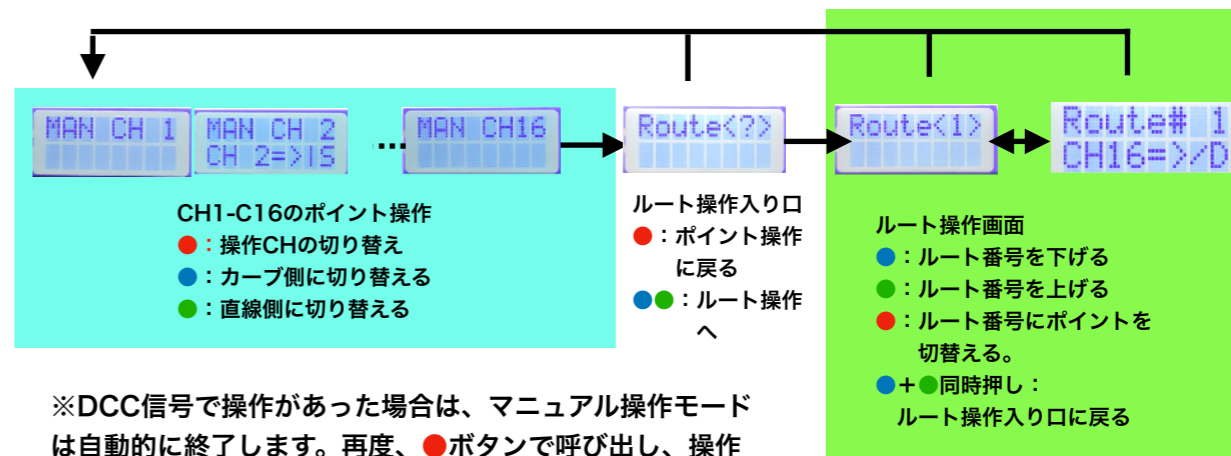 MAN CH 1
MAN CH 2
CH 2=>|S
MAN CH16
Route<?>
Route<1>
Route# 1
CH16=>/D
CH1-C16のポイント操作
●：操作CHの切り替え
●：カーブ側に切り替える
●：直線側に切り替える
ルート操作入り口
●：ポイント操作
に戻る
●●：ルート操作
へ
ルート操作画面
●：ルート番号を下げる
●：ルート番号を上げる
●：ルート番号にポイントを
切替える。
●＋●同時押し：
ルート操作入り口に戻る
※DCC信号で操作があった場合は、マニュアル操作モード
は自動的に終了します。再度、●ボタンで呼び出し、操作